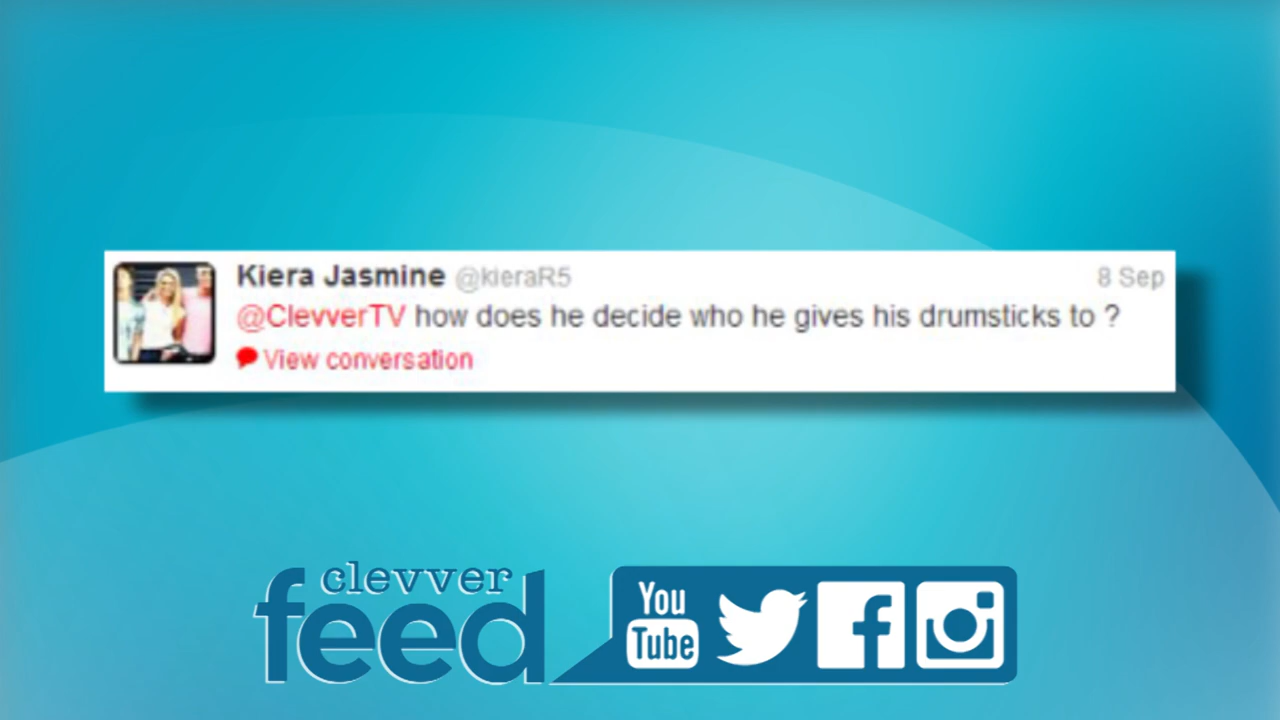 Kiera Jasmine @kieraR5 8 Sep
@ClevverTV how does he decide who he gives his drumsticks to ?
View conversation
clevver
feed
You
Tube